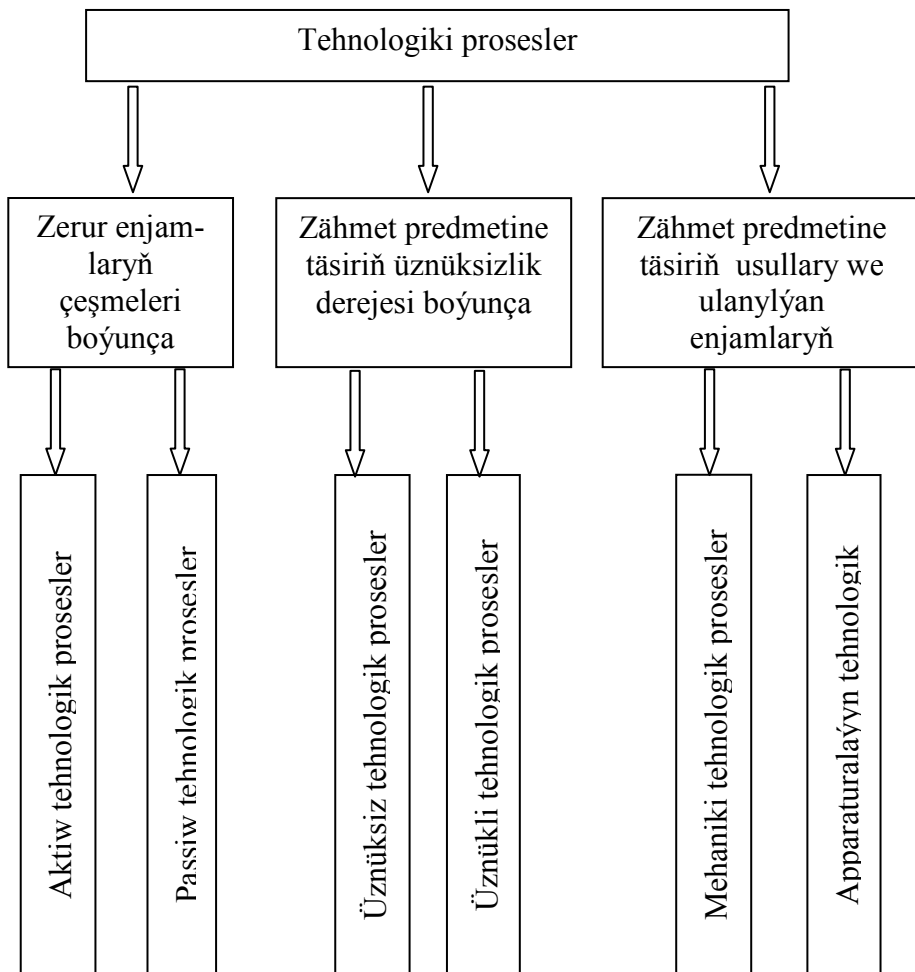 Tehnologiki prosesler
Zerur enjam-
laryň
çeşmeleri
boýunça
Zähmet predmetine
täsiriň üznüksizlik
derejesi boýunça
Zähmet predmetine
täsiriň usullary we
ulanylýan
enjamlaryň
Aktiw tehnologik prosesler
Passiw tehnologik prosesler
Üznüksiz tehnologik prosesler
Üznükli tehnologik prosesler
Mehaniki tehnologik prosesler
Apparaturalaýyn tehnologik